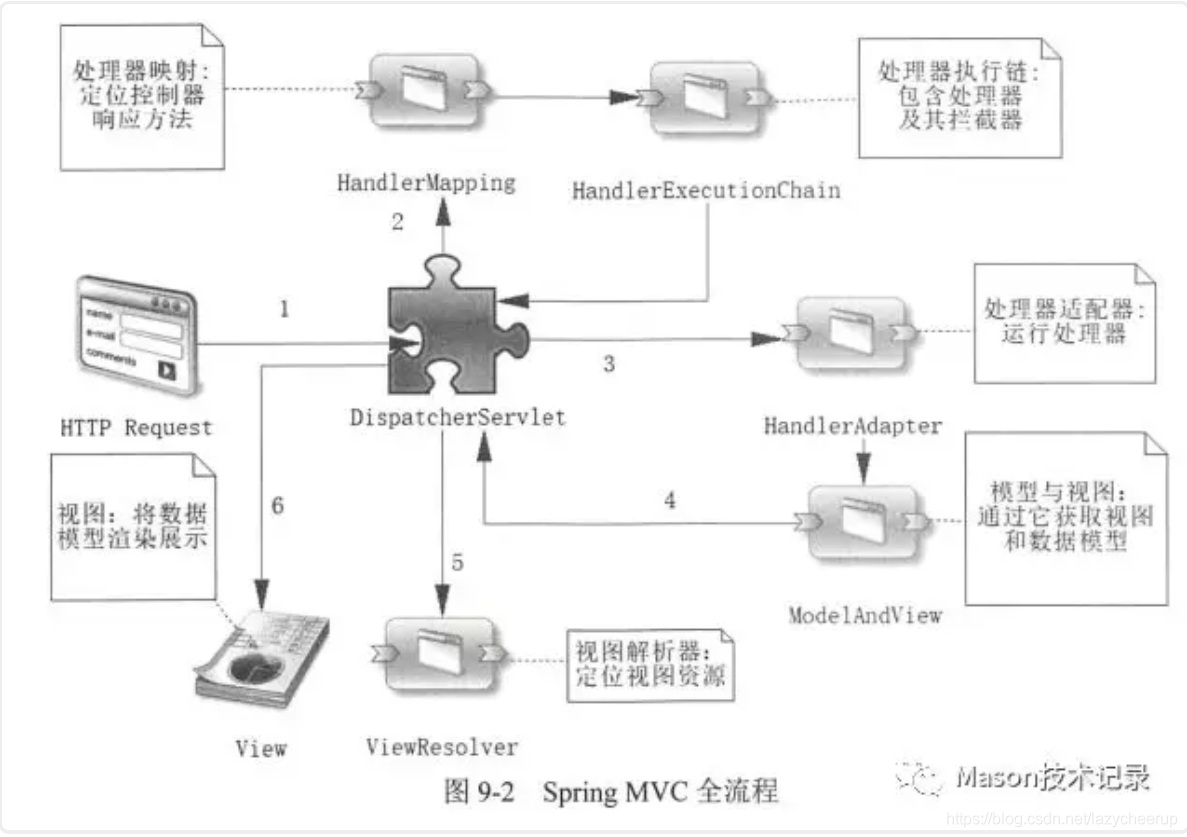 处理器映射:
定位控制器
响应方法
处理器执行链:
包含处理器
及其拦截器
HandlerMapping
HandlerExecutionChain
2
1
name
e-mail
comments
3
处理器适配器:
运行处理器
HTTP Request
DispatcherServlet
HandlerAdapter
视图: 将数据
模型渲染展示
6
4
模型与视图:
通过它获取视图
和数据模型
5
ModelAndView
视图解析器:
定位视图资源
View
ViewResolver
图 9-2 Spring MVC 全流程
Mason技术记录
https://blog.csdn.net/lazycheerup